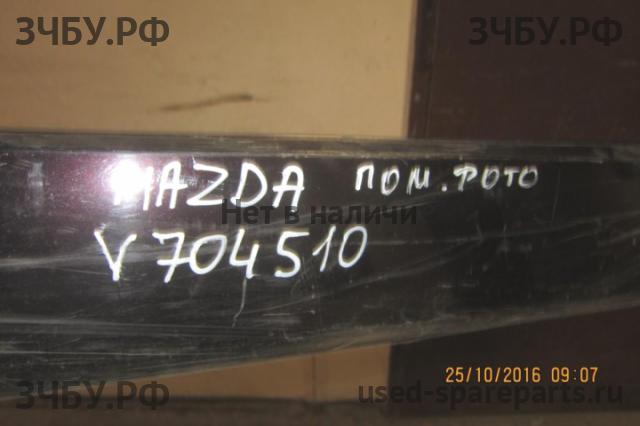 ЗЧБУ.РФ ЗЧБУ.РФ
MAZDA ПОМ. ФОТО
Нет в наличи
V704510
25/10/2016 09:07
ЗЧБУ.РФ used-spareparts.ru